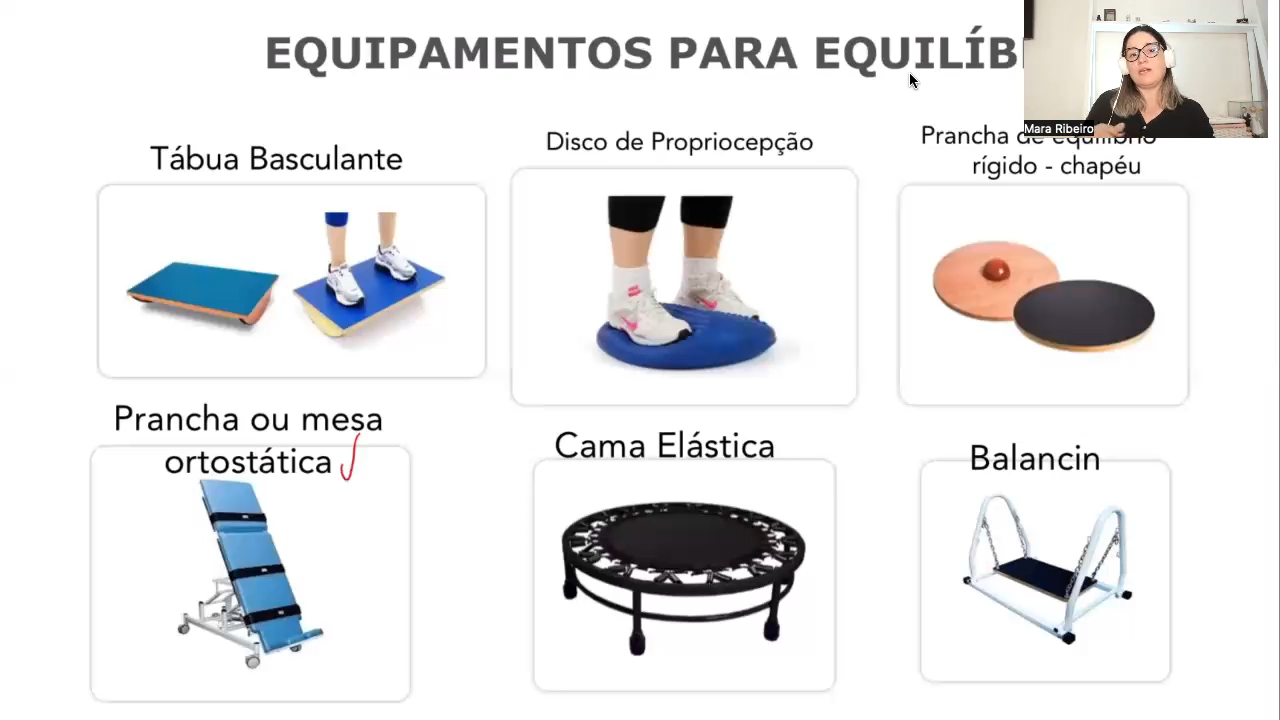 EQUIPAMENTOS PARA
Mara Ribeiro
Tábua Basculante
Disco de Propriocepção
Prancha de equilíbrio
rígido - chapéu
Prancha ou mesa
ortostática
Cama Elástica
Balancin